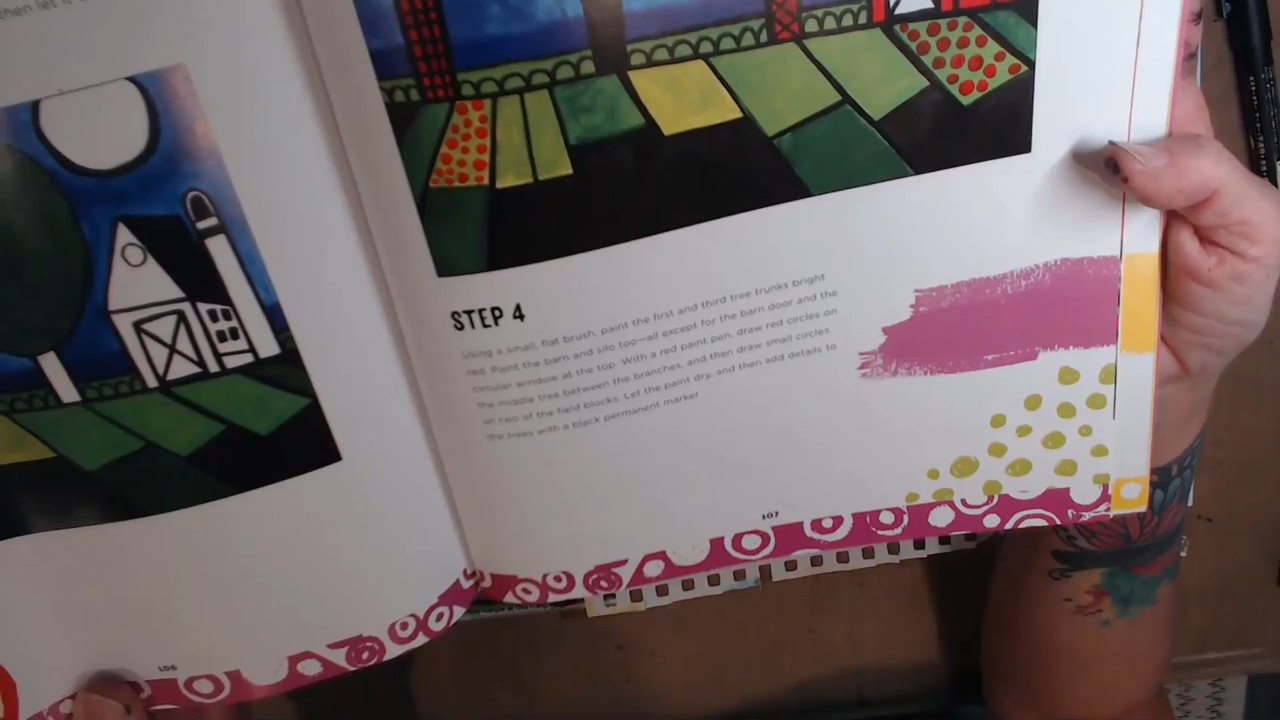 then let it
106
STEP 4
Using a small, flat brush, paint the first and third tree trunks bright
red. Paint the barn and silo too—all except for the barn door and the
circular window at the top. With a red paint pen, draw red circles on
the middle tree between the branches, and then draw small circles
on two of the field blocks. Let the paint dry, and then add details to
the trees with a black permanent marker.
107